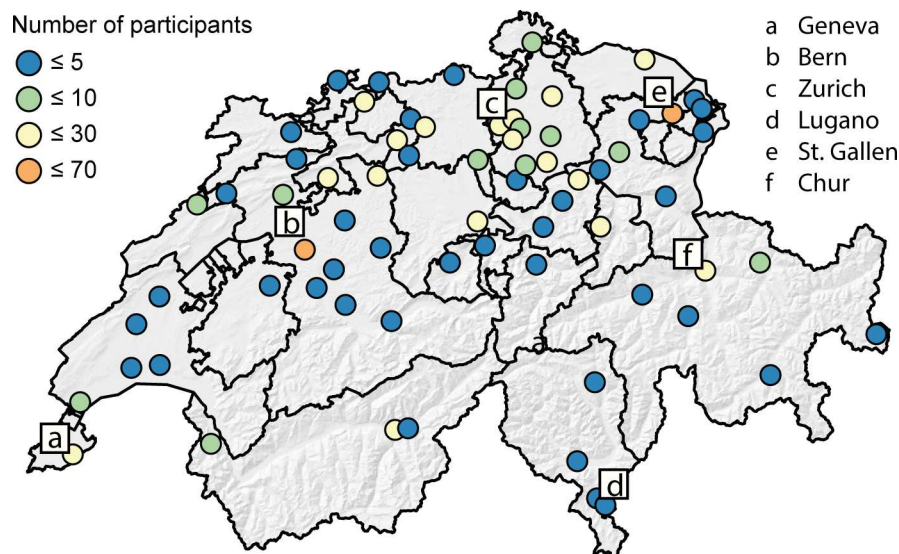 Number of participants
≤ 5
≤ 10
≤ 30
≤ 70
a Geneva
b Bern
c Zurich
d Lugano
e St. Gallen
f Chur
e
c
b
f
a
a
d